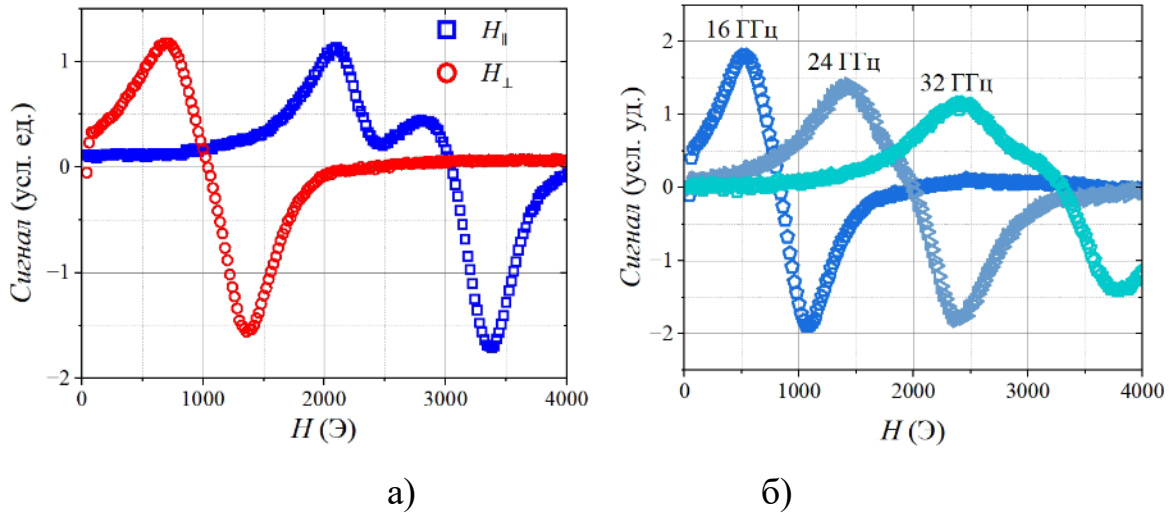 H∥
H⊥
1
0
−1
−2
Сигнал (усл. ед.)
0
1000
2000
3000
4000
H (Э)
а)
16 ГГц
24 ГГц
32 ГГц
2
1
0
−1
−2
Сигнал (усл. уд.)
0
1000
2000
3000
4000
H (Э)
б)